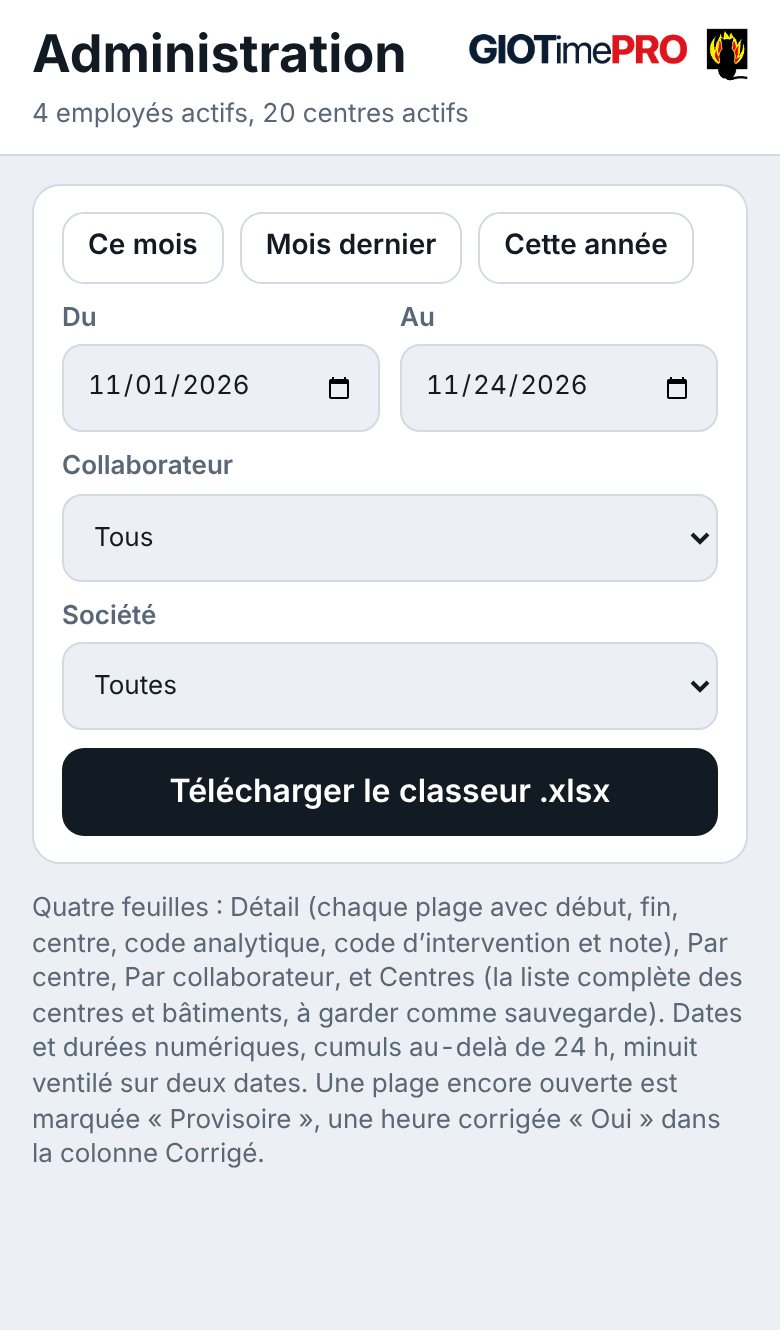 Administration
GIOTimePRO
4 employés actifs, 20 centres actifs
Ce mois
Mois dernier
Cette année
Du
Au
11/01/2026
11/24/2026
Collaborateur
Tous
Société
Toutes
Télécharger le classeur .xlsx
Quatre feuilles : Détail (chaque plage avec début, fin,
centre, code analytique, code d’intervention et note), Par
centre, Par collaborateur, et Centres (la liste complète des
centres et bâtiments, à garder comme sauvegarde). Dates
et durées numériques, cumuls au-delà de 24 h, minuit
ventilé sur deux dates. Une plage encore ouverte est
marquée « Provisoire », une heure corrigée « Oui » dans
la colonne Corrigé.